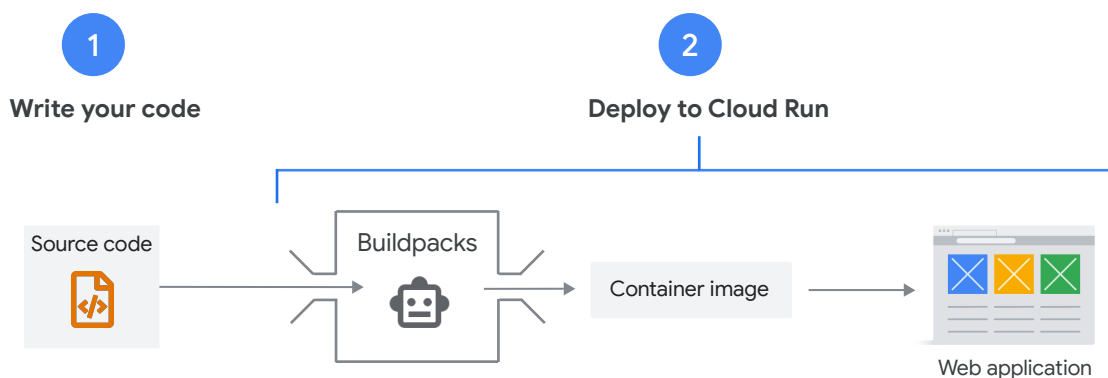 1
2
Write your code
Deploy to Cloud Run
Source code
</>
Buildpacks
Container image
Web application